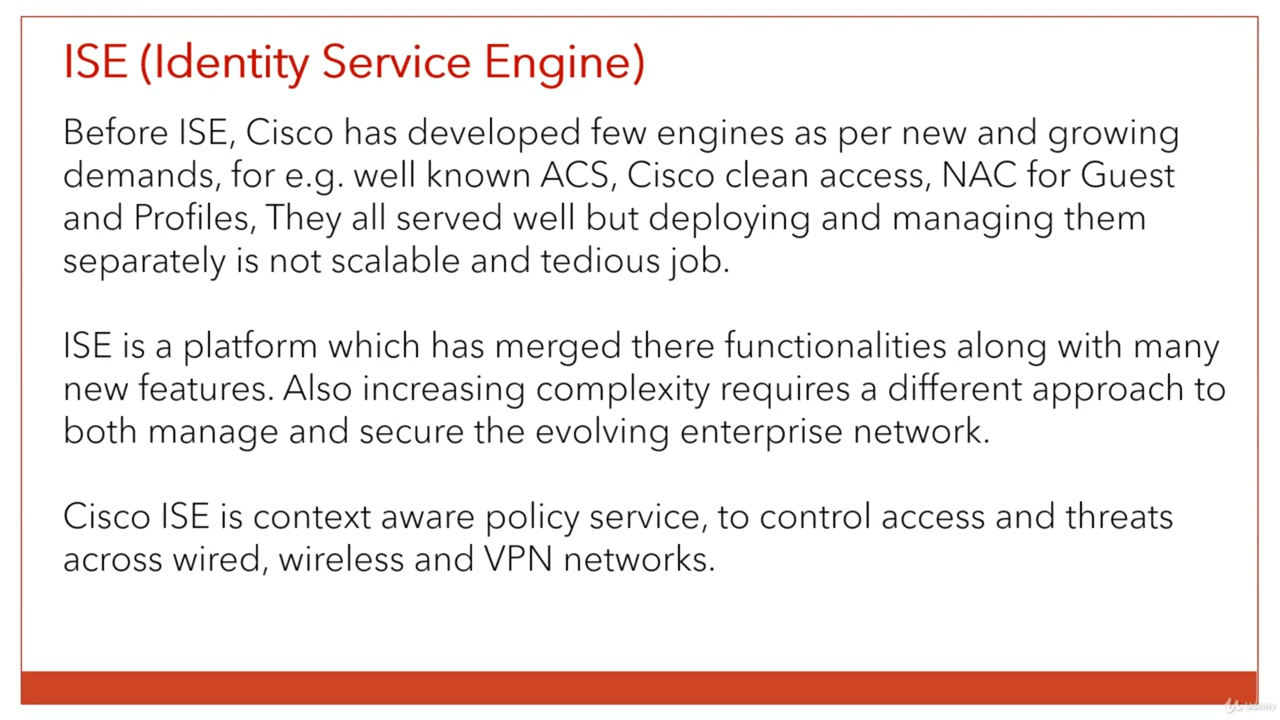 ISE (Identity Service Engine)
Before ISE, Cisco has developed few engines as per new and growing
demands, for e.g. well known ACS, Cisco clean access, NAC for Guest
and Profiles, They all served well but deploying and managing them
separately is not scalable and tedious job.
ISE is a platform which has merged there functionalities along with many
new features. Also increasing complexity requires a different approach to
both manage and secure the evolving enterprise network.
Cisco ISE is context aware policy service, to control access and threats
across wired, wireless and VPN networks.
Udemy